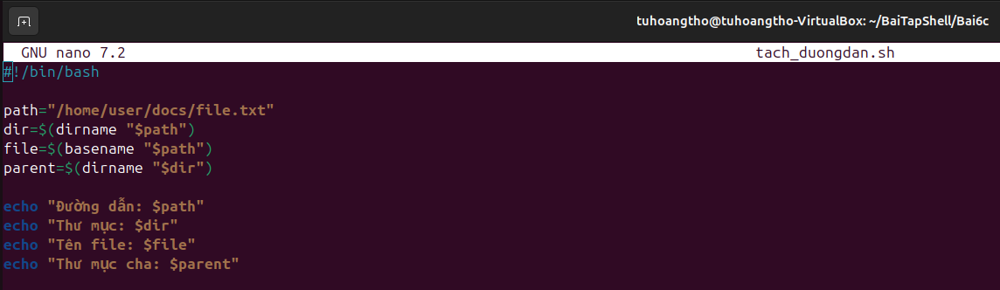 tuhoangtho@tuhoangtho-VirtualBox: ~/BaiTapShell/Bai6c
GNU nano 7.2 tach_duongdan.sh
#!/bin/bash
path="/home/user/docs/file.txt"
dir=$(dirname "$path")
file=$(basename "$path")
parent=$(dirname "$dir")
echo "Đường dẫn: $path"
echo "Thư mục: $dir"
echo "Tên file: $file"
echo "Thư mục cha: $parent"